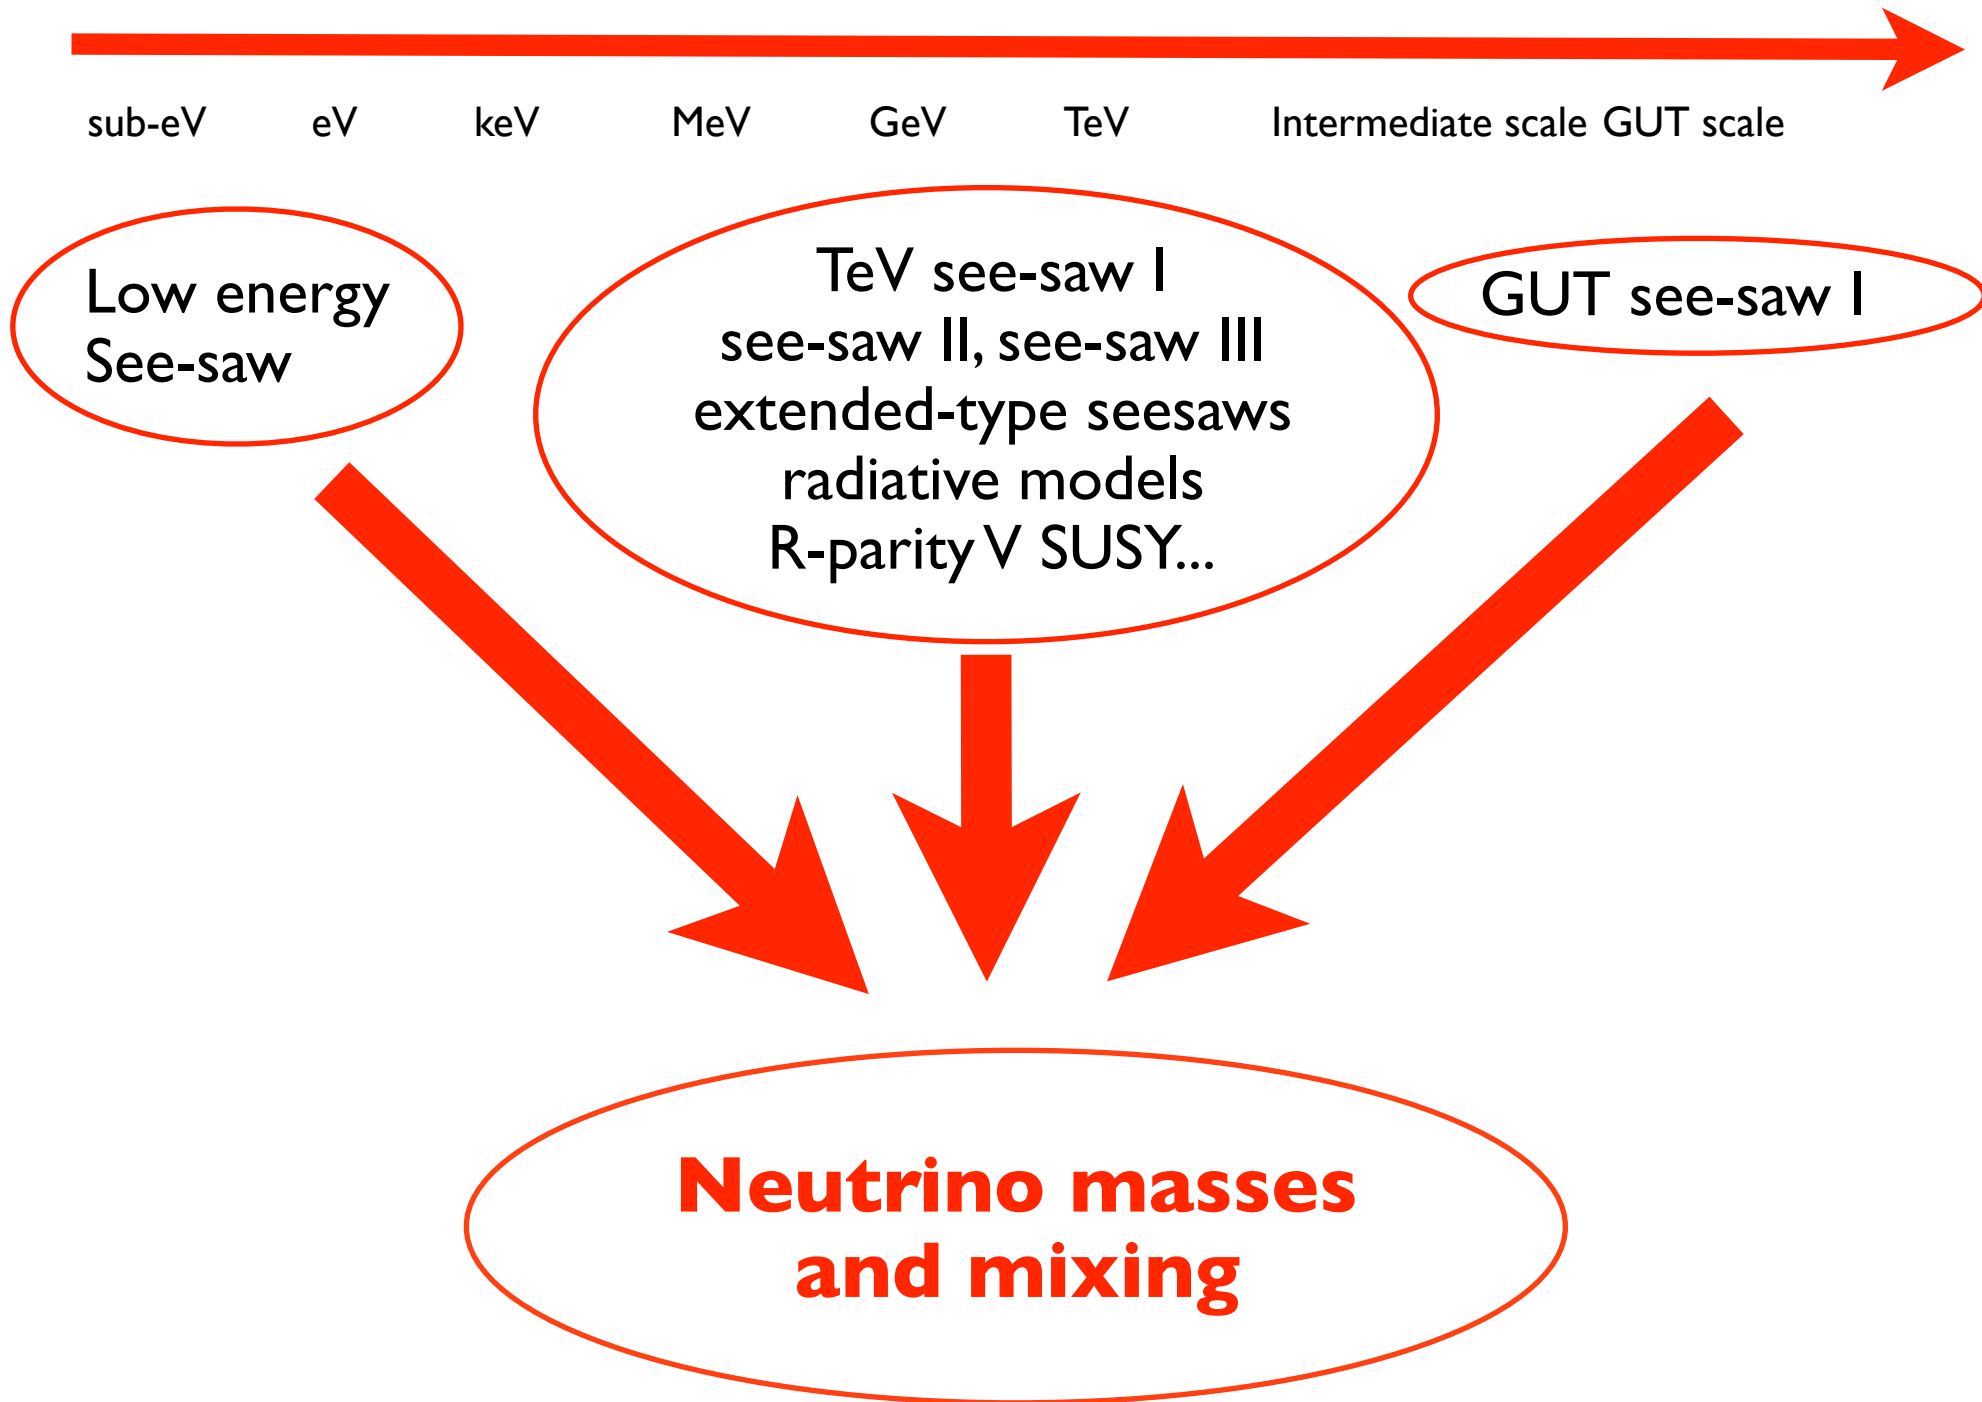 sub-eV eV keV MeV GeV TeV Intermediate scale GUT scale
Low energy
See-saw
TeV see-saw I
see-saw II, see-saw III
extended-type seesaws
radiative models
R-parity V SUSY...
GUT see-saw I
Neutrino masses
and mixing